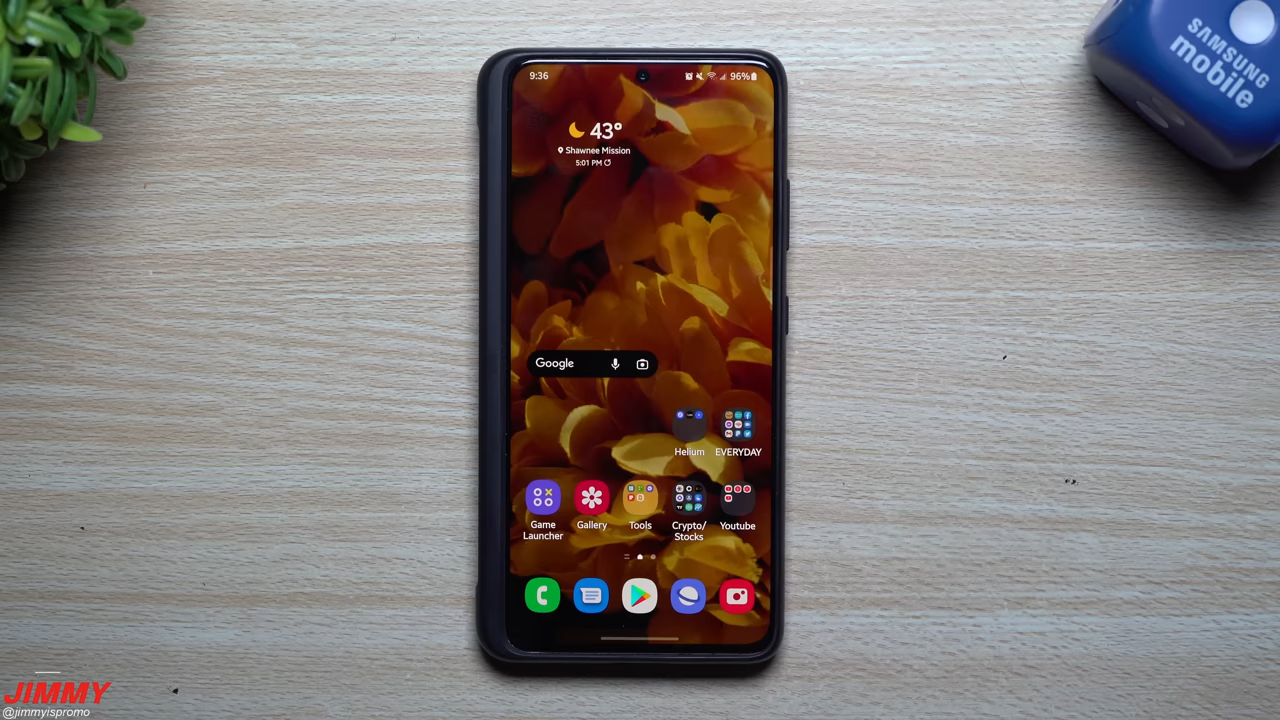 SAMSUNG
mobile
9:36
96%
43°
Shawnee Mission
5:01 PM
Google
Helium
EVERYDAY
Game
Launcher
Gallery
Tools
Crypto/
Stocks
Youtube
JIMMY
@jimmyispromo